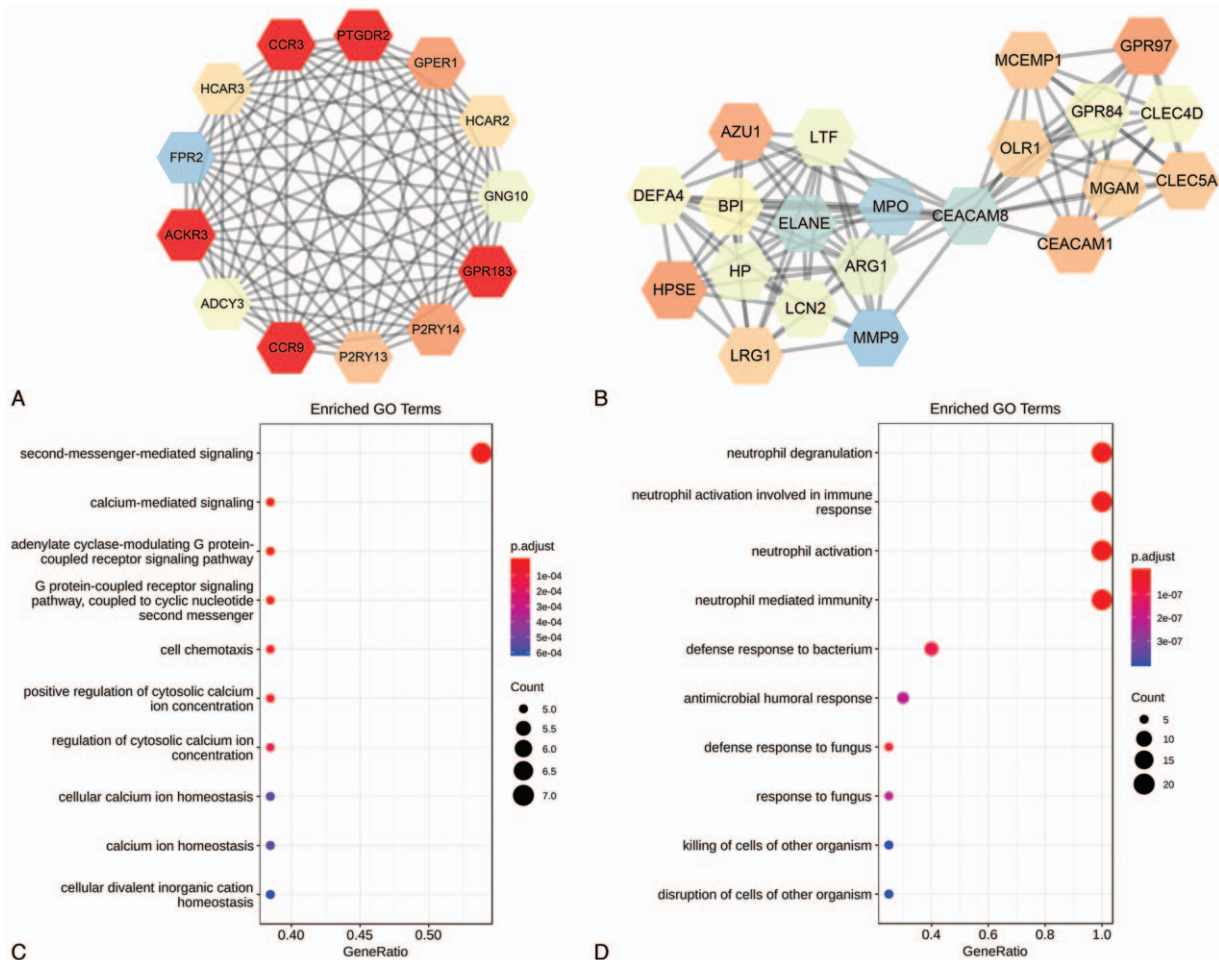 CCR3
PTGDR2
GPER1
HCAR3
HCAR2
FPR2
GNG10
ACKR3
GPR183
ADCY3
P2RY14
CCR9
P2RY13
A
MCEMP1
GPR97
GPR84
CLEC4D
AZU1
LTF
OLR1
CLEC5A
MGAM
DEFA4
BPI
MPO
CEACAM8
ELANE
CEACAM1
HP
ARG1
HPSE
LCN2
MMP9
LRG1
B
Enriched GO Terms
second-messenger-mediated signaling
calcium-mediated signaling
adenylate cyclase-modulating G protein-
coupled receptor signaling pathway
G protein-coupled receptor signaling
pathway, coupled to cyclic nucleotide
second messenger
cell chemotaxis
positive regulation of cytosolic calcium
ion concentration
regulation of cytosolic calcium ion
concentration
cellular calcium ion homeostasis
calcium ion homeostasis
cellular divalent inorganic cation
homeostasis
0.40 0.45 0.50
GeneRatio
p.adjust
1e-04
2e-04
3e-04
4e-04
5e-04
6e-04
Count
5.0
5.5
6.0
6.5
7.0
C
Enriched GO Terms
neutrophil degranulation
neutrophil activation involved in immune
response
neutrophil activation
neutrophil mediated immunity
defense response to bacterium
antimicrobial humoral response
defense response to fungus
response to fungus
killing of cells of other organism
disruption of cells of other organism
0.4 0.6 0.8 1.0
GeneRatio
p.adjust
1e-07
2e-07
3e-07
Count
5
10
15
20
D